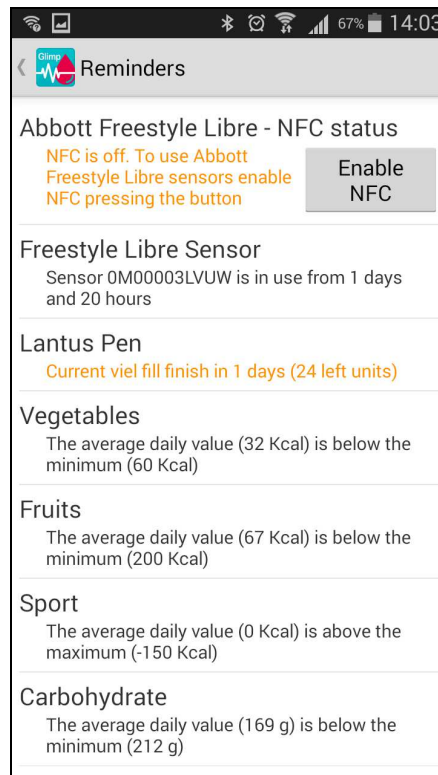 67% 14:03
Glimp Reminders
Abbott Freestyle Libre - NFC status
NFC is off. To use Abbott
Freestyle Libre sensors enable
NFC pressing the button
Enable
NFC
Freestyle Libre Sensor
Sensor 0M00003LVUW is in use from 1 days
and 20 hours
Lantus Pen
Current viel fill finish in 1 days (24 left units)
Vegetables
The average daily value (32 Kcal) is below the
minimum (60 Kcal)
Fruits
The average daily value (67 Kcal) is below the
minimum (200 Kcal)
Sport
The average daily value (0 Kcal) is above the
maximum (-150 Kcal)
Carbohydrate
The average daily value (169 g) is below the
minimum (212 g)